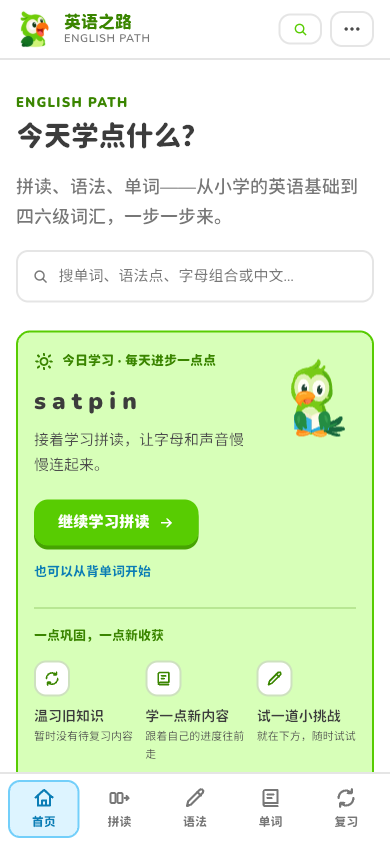 英语之路
ENGLISH PATH
ENGLISH PATH
今天学点什么？
拼读、语法、单词——从小学的英语基础到
四六级词汇，一步一步来。
搜单词、语法点、字母组合或中文...
今日学习 · 每天进步一点点
satpin
接着学习拼读，让字母和声音慢
慢连起来。
继续学习拼读 →
也可以从背单词开始
一点巩固，一点新收获
温习旧知识
暂时没有待复习内容
学一点新内容
跟着自己的进度往前
走
试一道小挑战
就在下方，随时试试
首页
拼读
语法
单词
复习